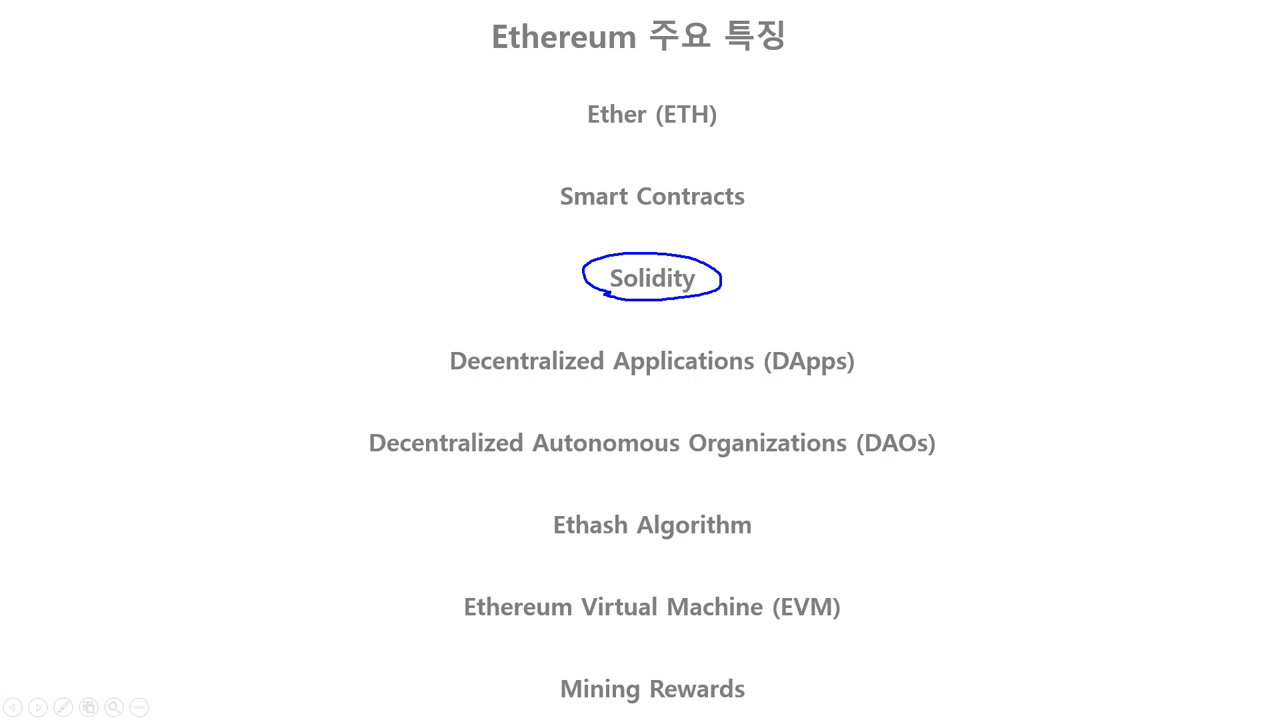 Ethereum 주요 특징
Ether (ETH)
Smart Contracts
Solidity
Decentralized Applications (DApps)
Decentralized Autonomous Organizations (DAOs)
Ethash Algorithm
Ethereum Virtual Machine (EVM)
Mining Rewards